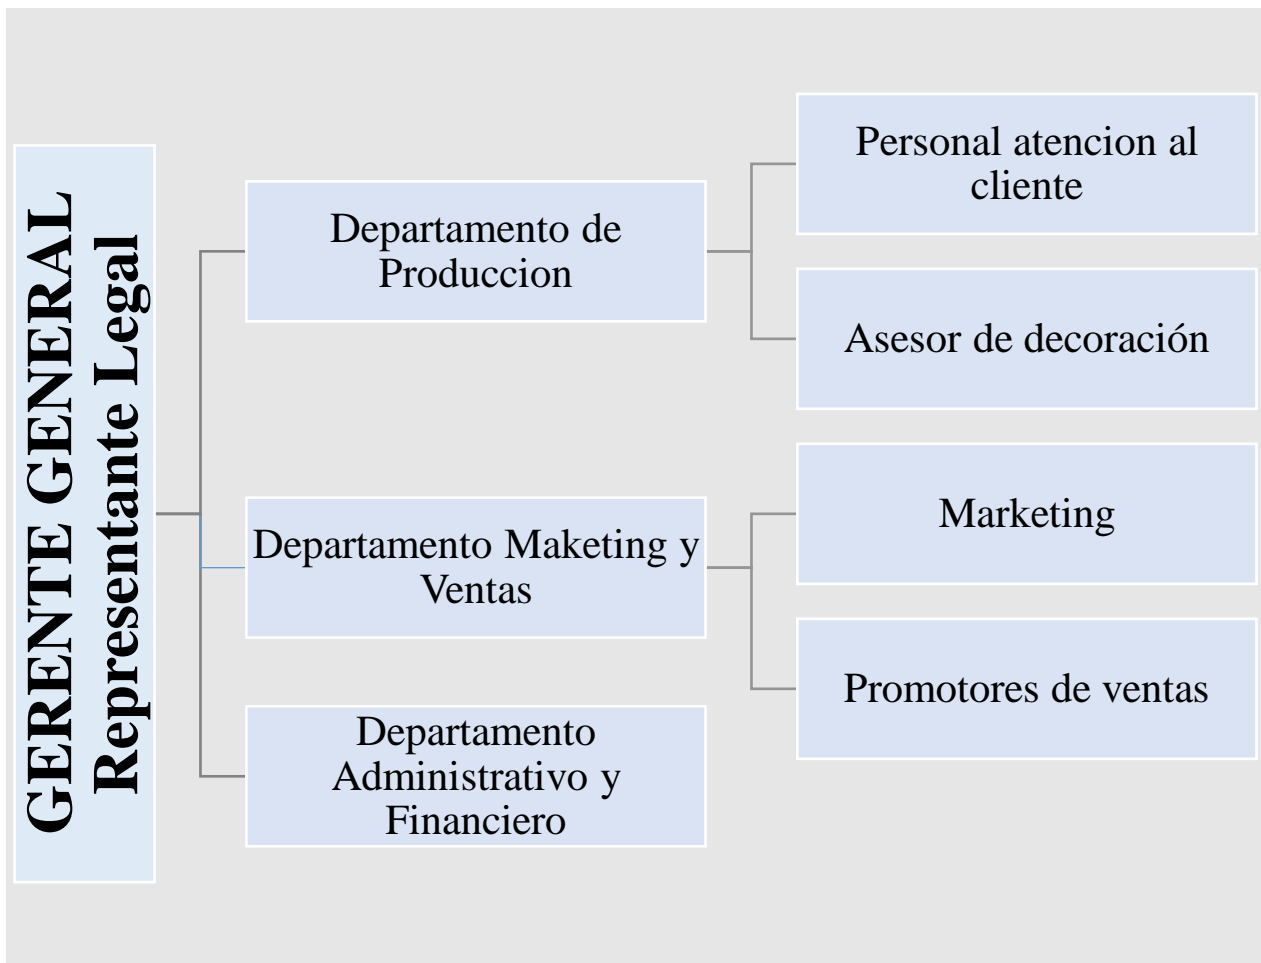 GERENTE GENERAL
Representante Legal
Departamento de
Produccion
Personal atencion al
cliente
Asesor de decoración
Departamento Maketing y
Ventas
Marketing
Promotores de ventas
Departamento
Administrativo y
Financiero